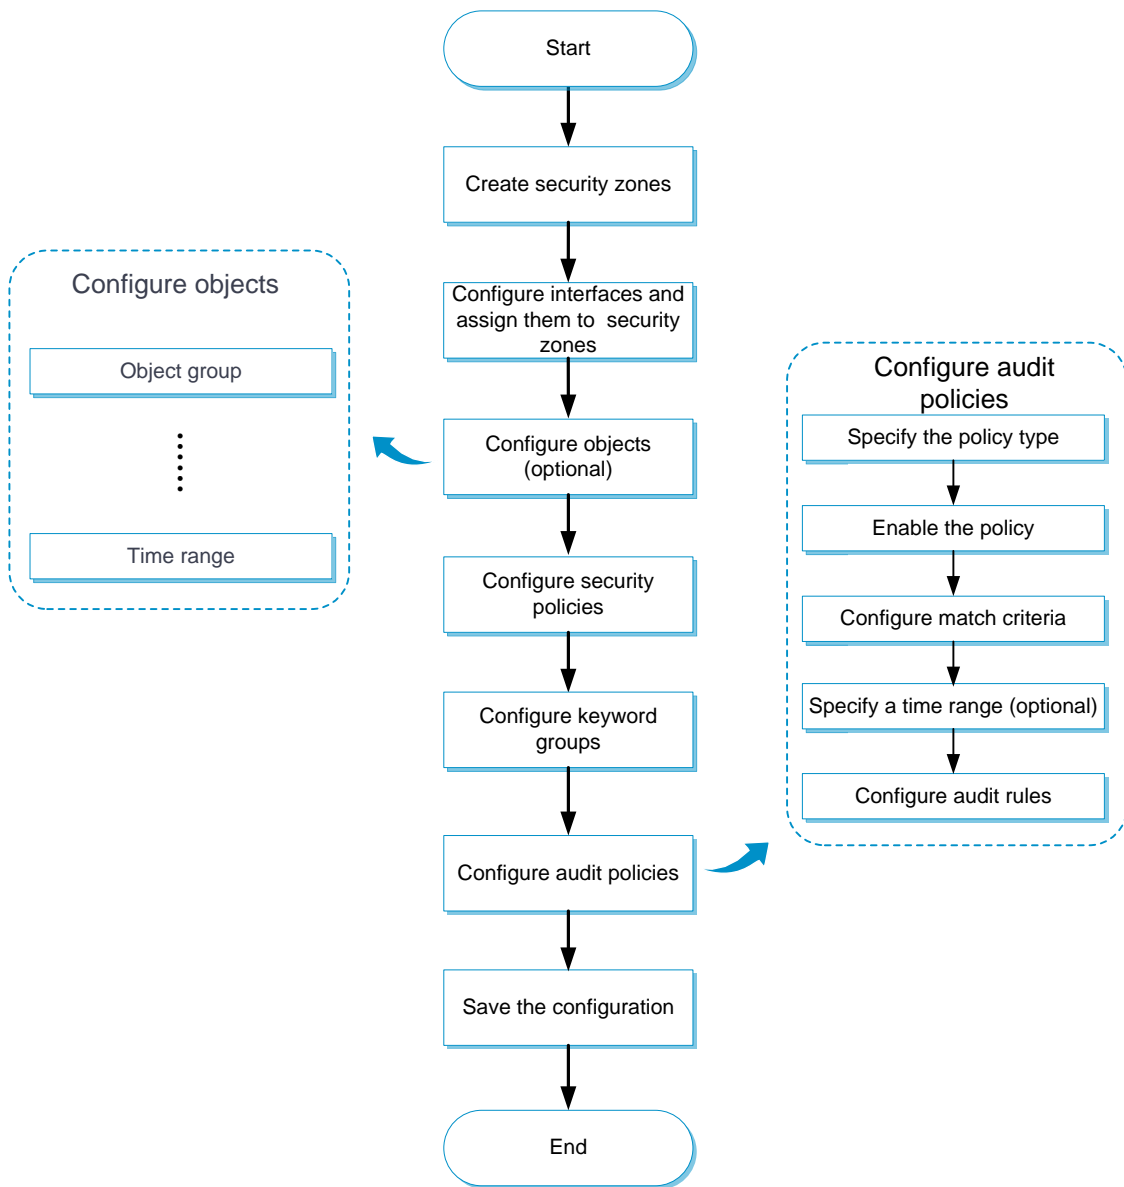 Start
Create security zones
Configure interfaces and
assign them to security
zones
Configure objects
(optional)
Configure security
policies
Configure keyword
groups
Configure audit policies
Save the configuration
End
Configure objects
Object group
Time range
Configure audit
policies
Specify the policy type
Enable the policy
Configure match criteria
Specify a time range (optional)
Configure audit rules